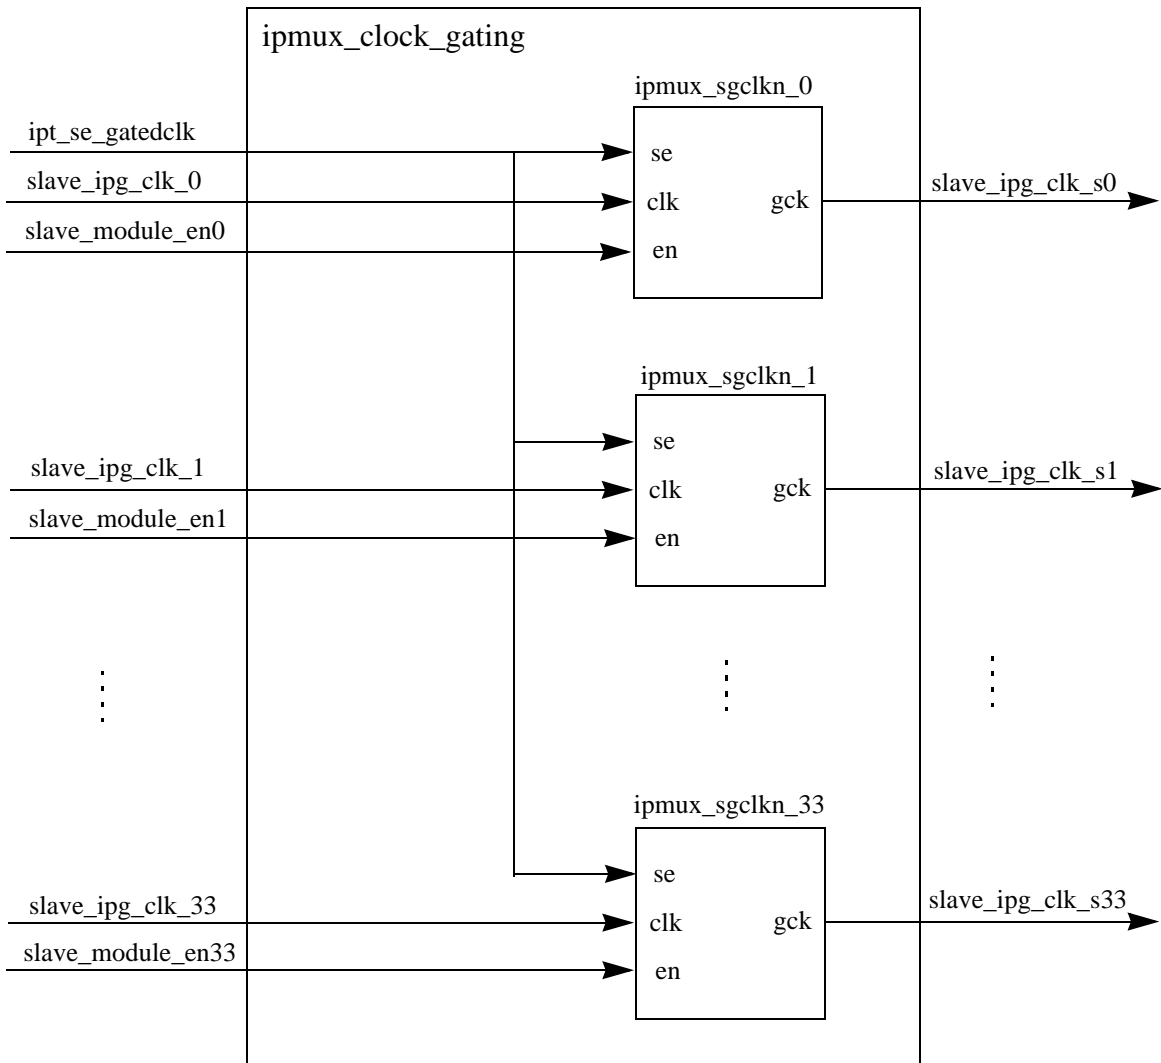 ipmux_clock_gating
ipmux_sgclkn_0
ipt_se_gatedclk
se
slave_ipg_clk_0
clk
gck
slave_ipg_clk_s0
slave_module_en0
en
ipmux_sgclkn_1
se
slave_ipg_clk_1
clk
gck
slave_ipg_clk_s1
slave_module_en1
en
ipmux_sgclkn_33
se
slave_ipg_clk_33
clk
gck
slave_ipg_clk_s33
slave_module_en33
en